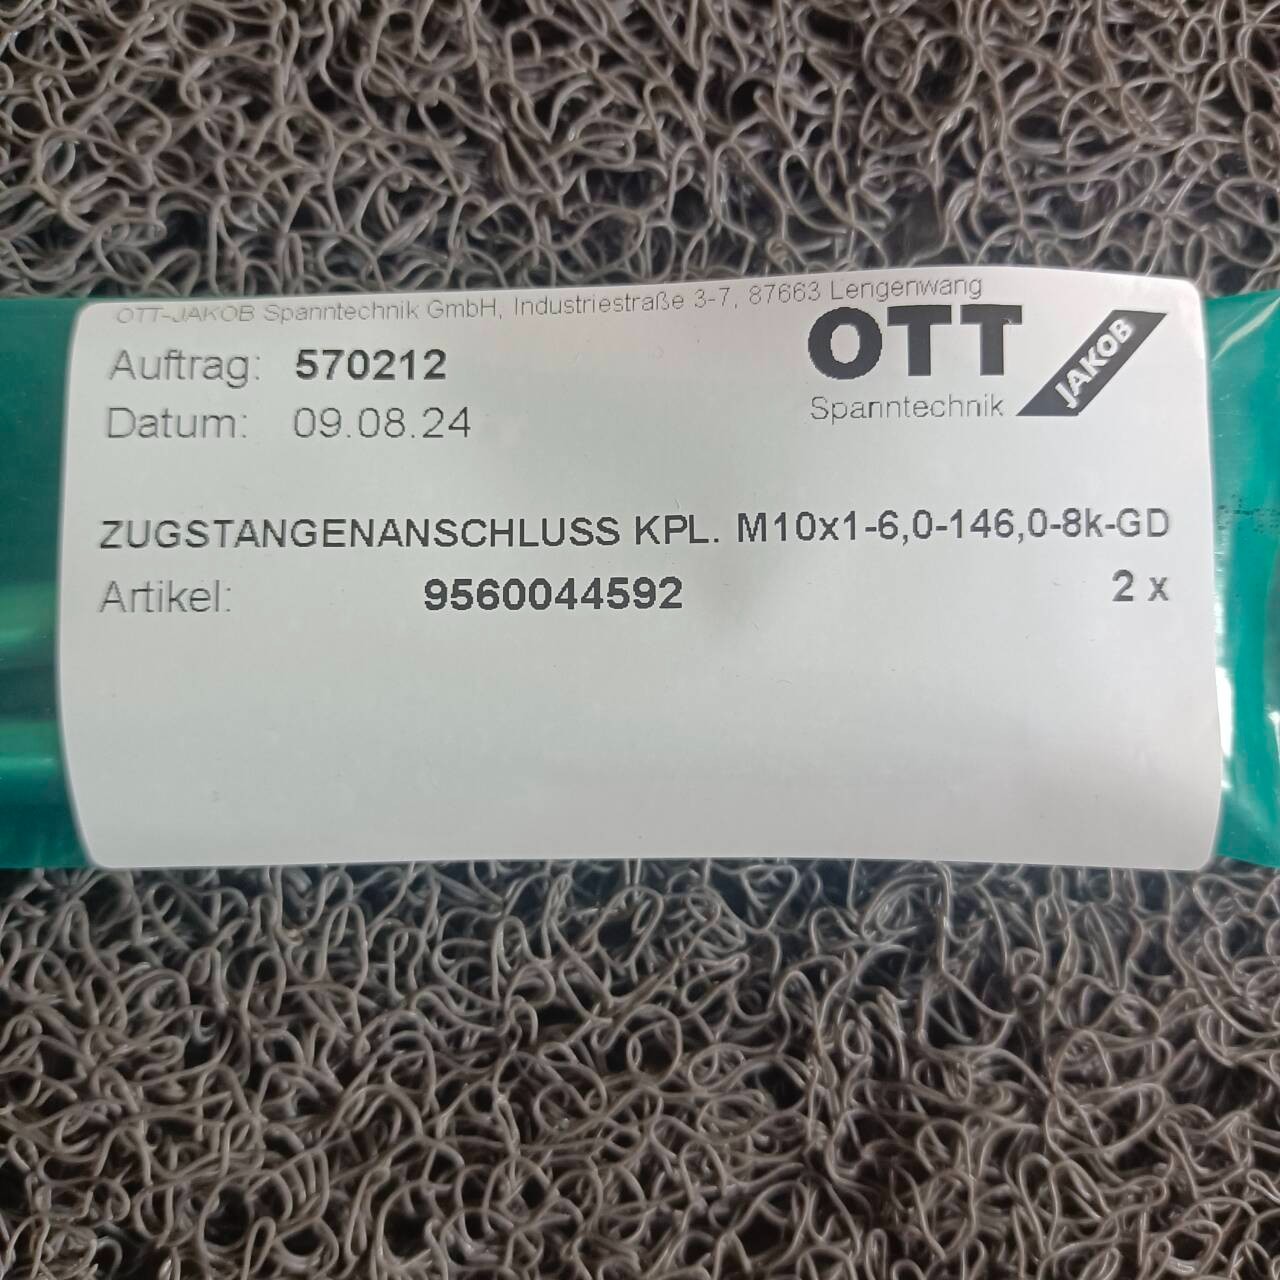 OTT-JAKOB Spanntechnik GmbH, Industriestraße 3-7, 87663 Lengenwang
OTT
JAKOB
Spanntechnik
Auftrag: 570212
Datum: 09.08.24
ZUGSTANGENANSCHLUSS KPL. M10x1-6,0-146,0-8k-GD
Artikel: 9560044592 2 x